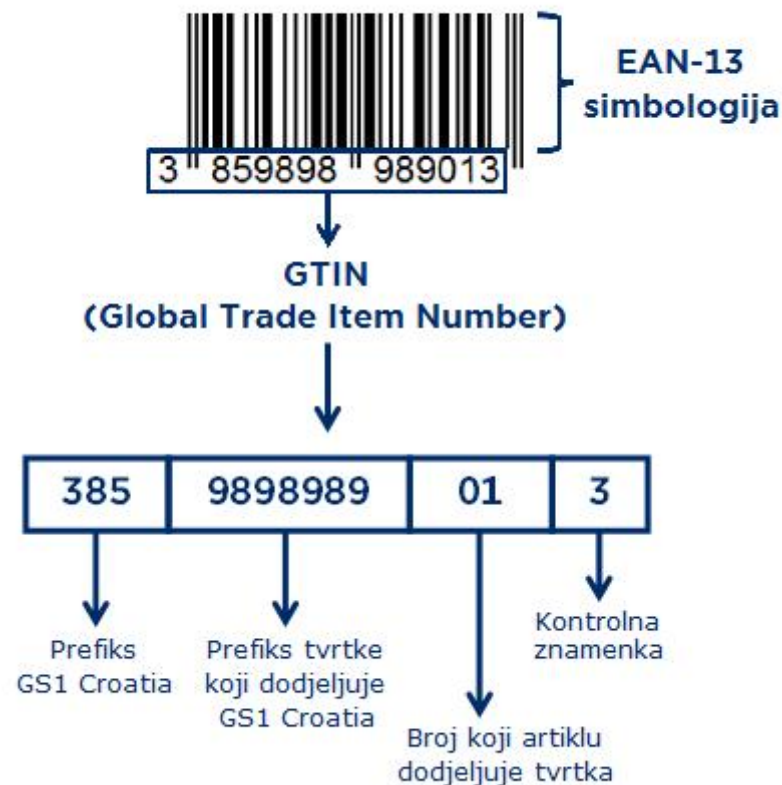 EAN-13
simbologija
3 859898 989013
GTIN
(Global Trade Item Number)
385 9898989 01 3
Prefiks
GS1 Croatia
Prefiks tvrtke
koji dodjeljuje
GS1 Croatia
Broj koji artiklu
dodjeljuje tvrtka
Kontrolna
znamenka